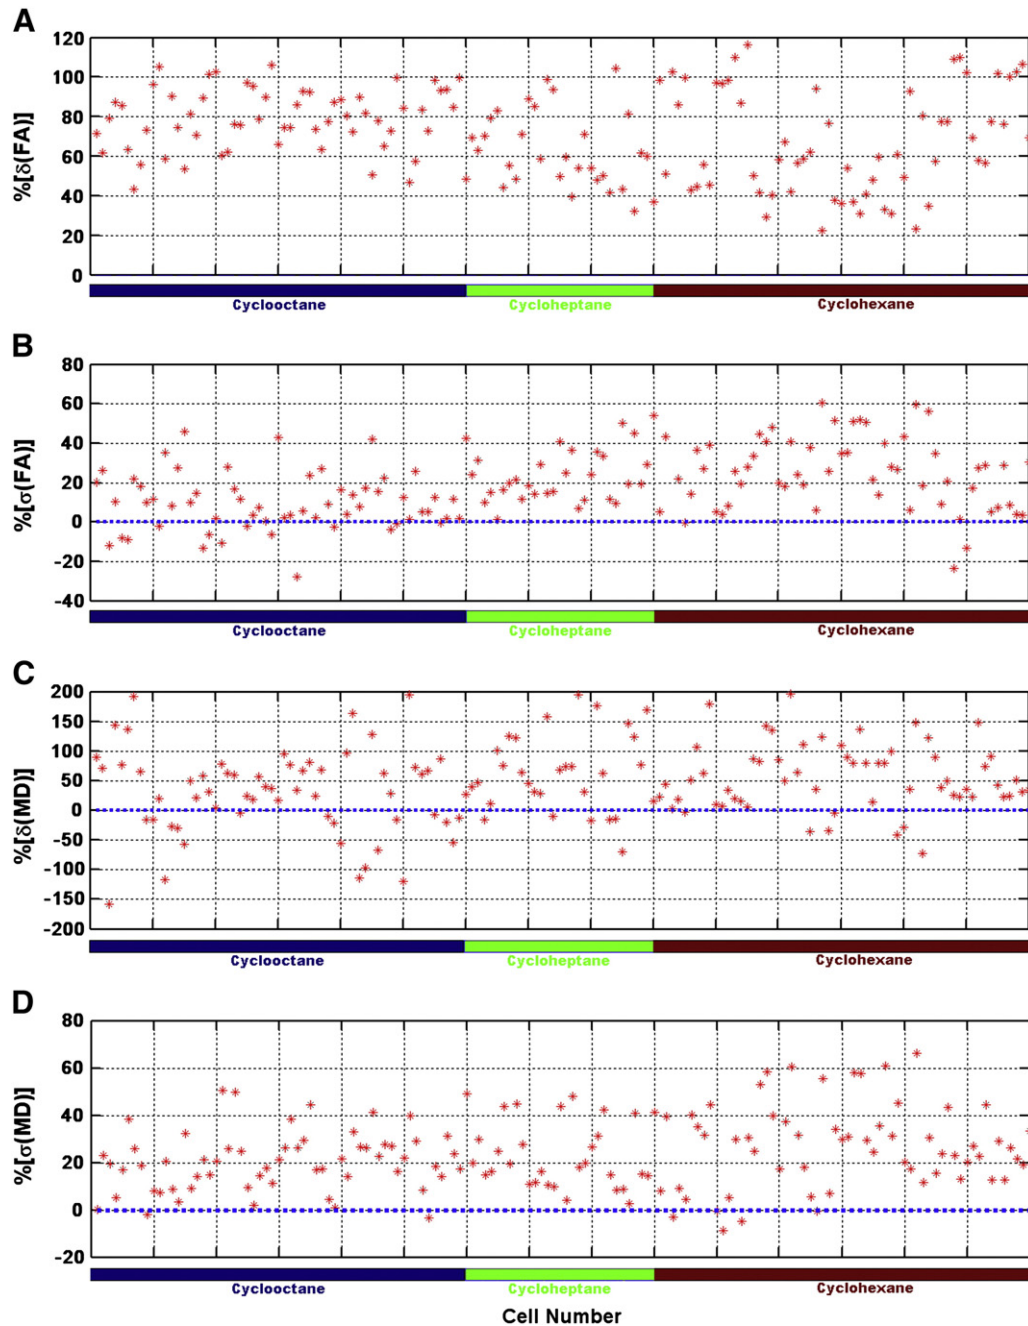 A
%[δ(FA)]
120
100
80
60
40
20
0
Cyclooctane Cycloheptane Cyclohexane
B
%[σ(FA)]
80
60
40
20
0
-20
-40
Cyclooctane Cycloheptane Cyclohexane
C
%[δ(MD)]
200
150
100
50
0
-50
-100
-150
-200
Cyclooctane Cycloheptane Cyclohexane
D
%[σ(MD)]
80
60
40
20
0
-20
Cyclooctane Cycloheptane Cyclohexane
Cell Number